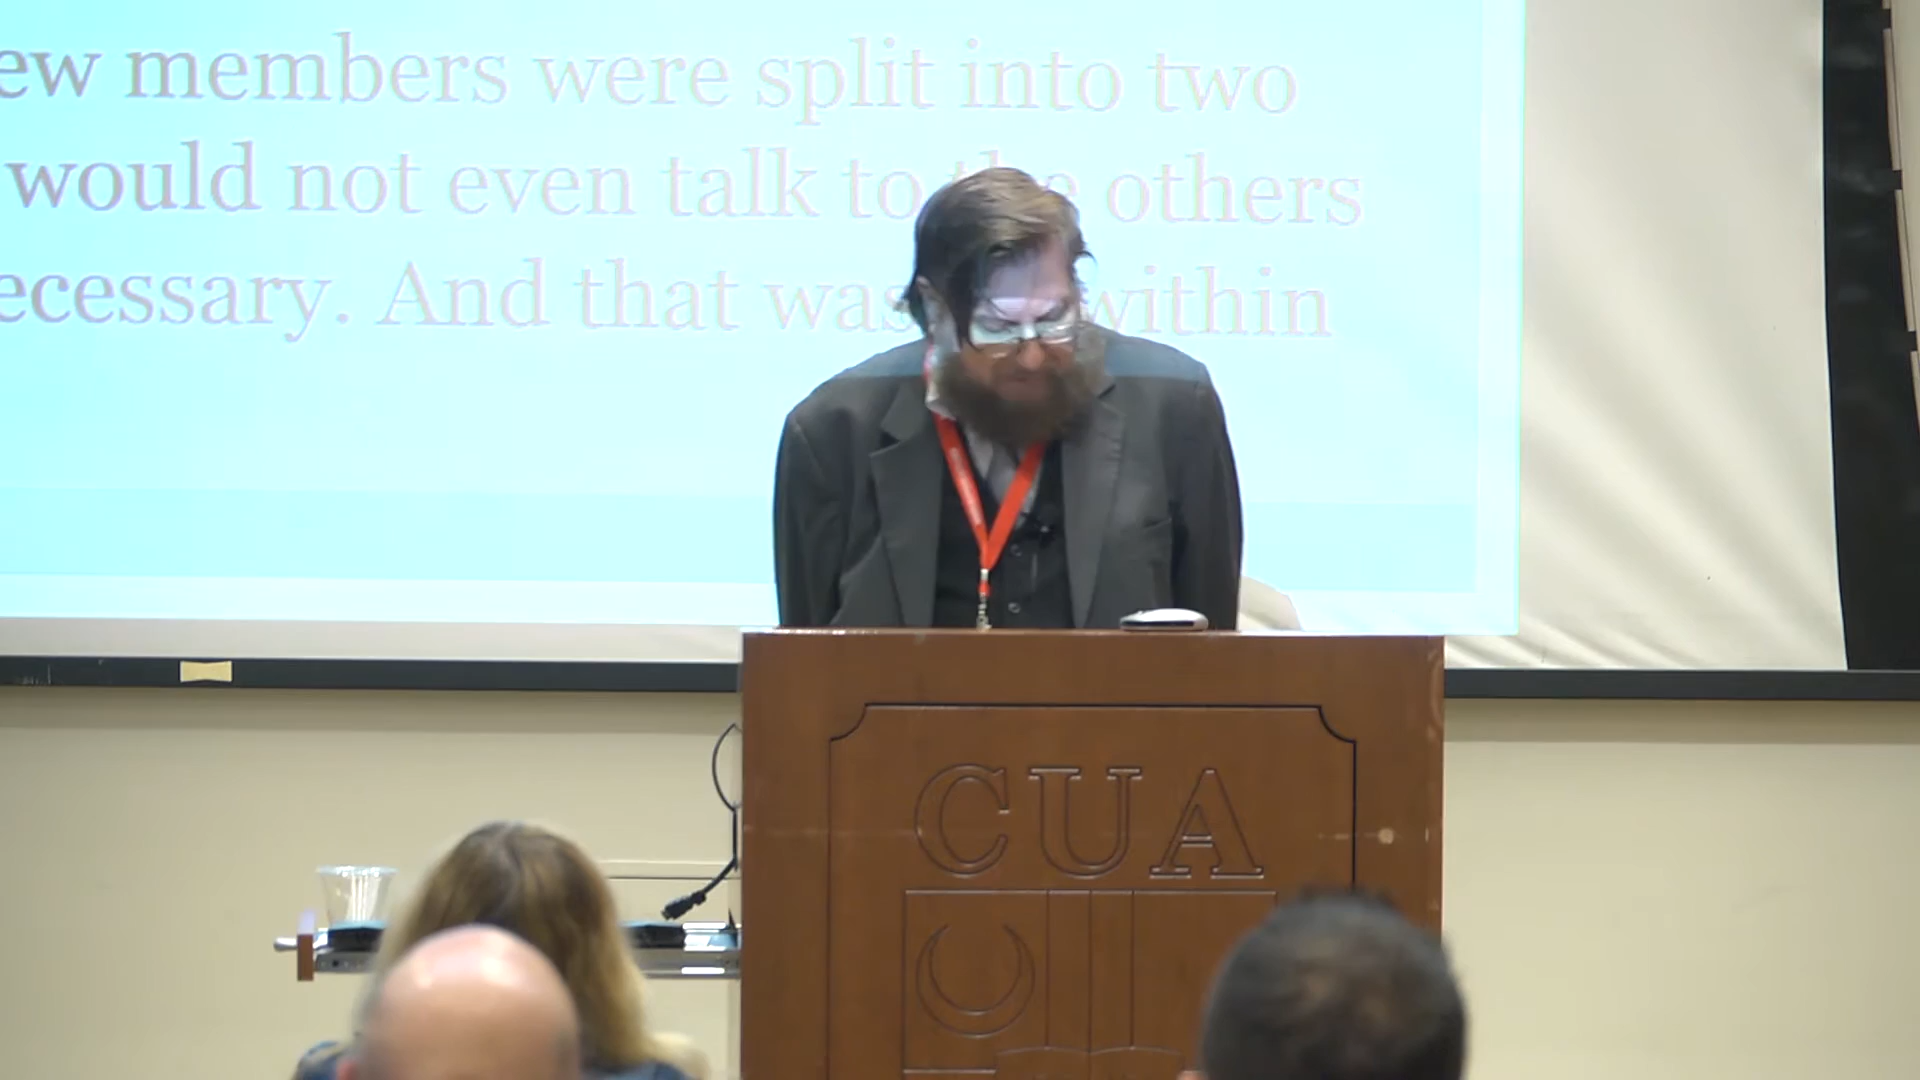 ew members were split into two
would not even talk to the others
ecessary. And that was within
CUA